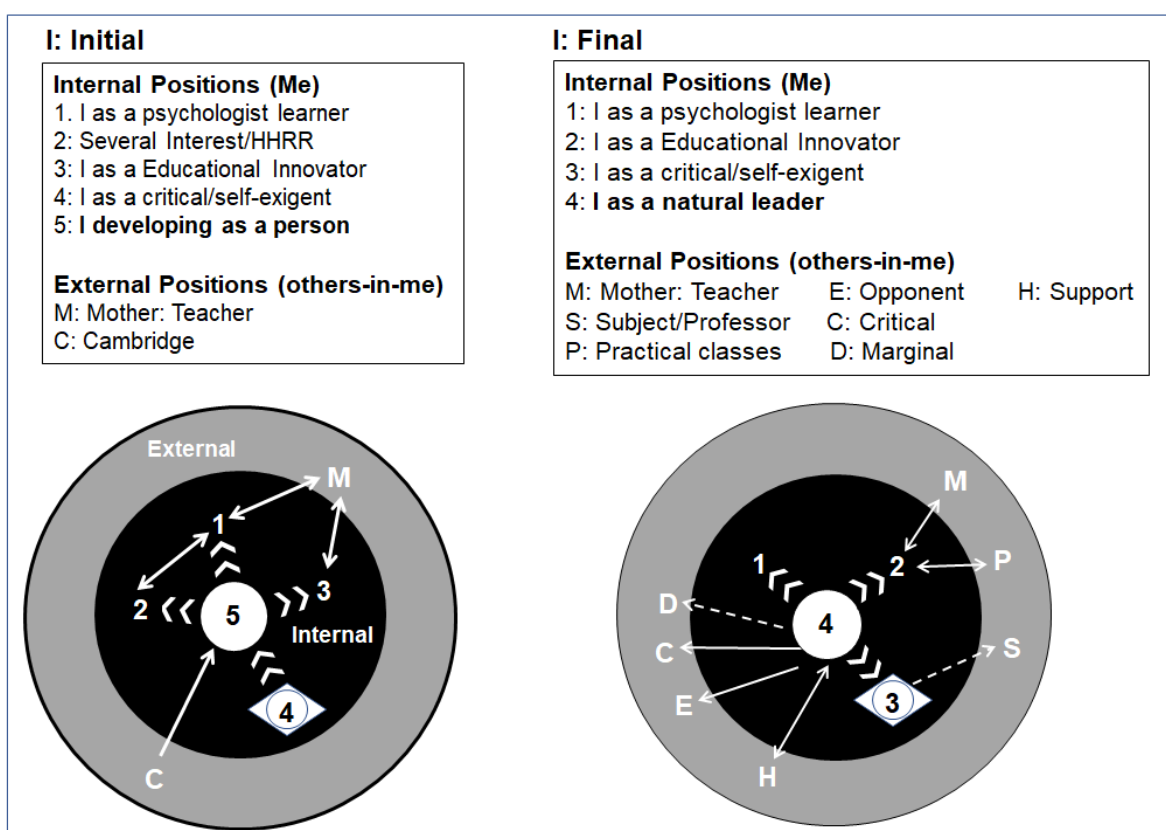 I: Initial
Internal Positions (Me)
1. I as a psychologist learner
2: Several Interest/HHRR
3: I as a Educational Innovator
4: I as a critical/self-exigent
5: I developing as a person
External Positions (others-in-me)
M: Mother: Teacher
C: Cambridge
I: Final
Internal Positions (Me)
1: I as a psychologist learner
2: I as a Educational Innovator
3: I as a critical/self-exigent
4: I as a natural leader
External Positions (others-in-me)
M: Mother: Teacher E: Opponent H: Support
S: Subject/Professor C: Critical
P: Practical classes D: Marginal
External
M
1
3
2
5
Internal
4
C
M
1
2
P
D
4
C
S
E
3
H